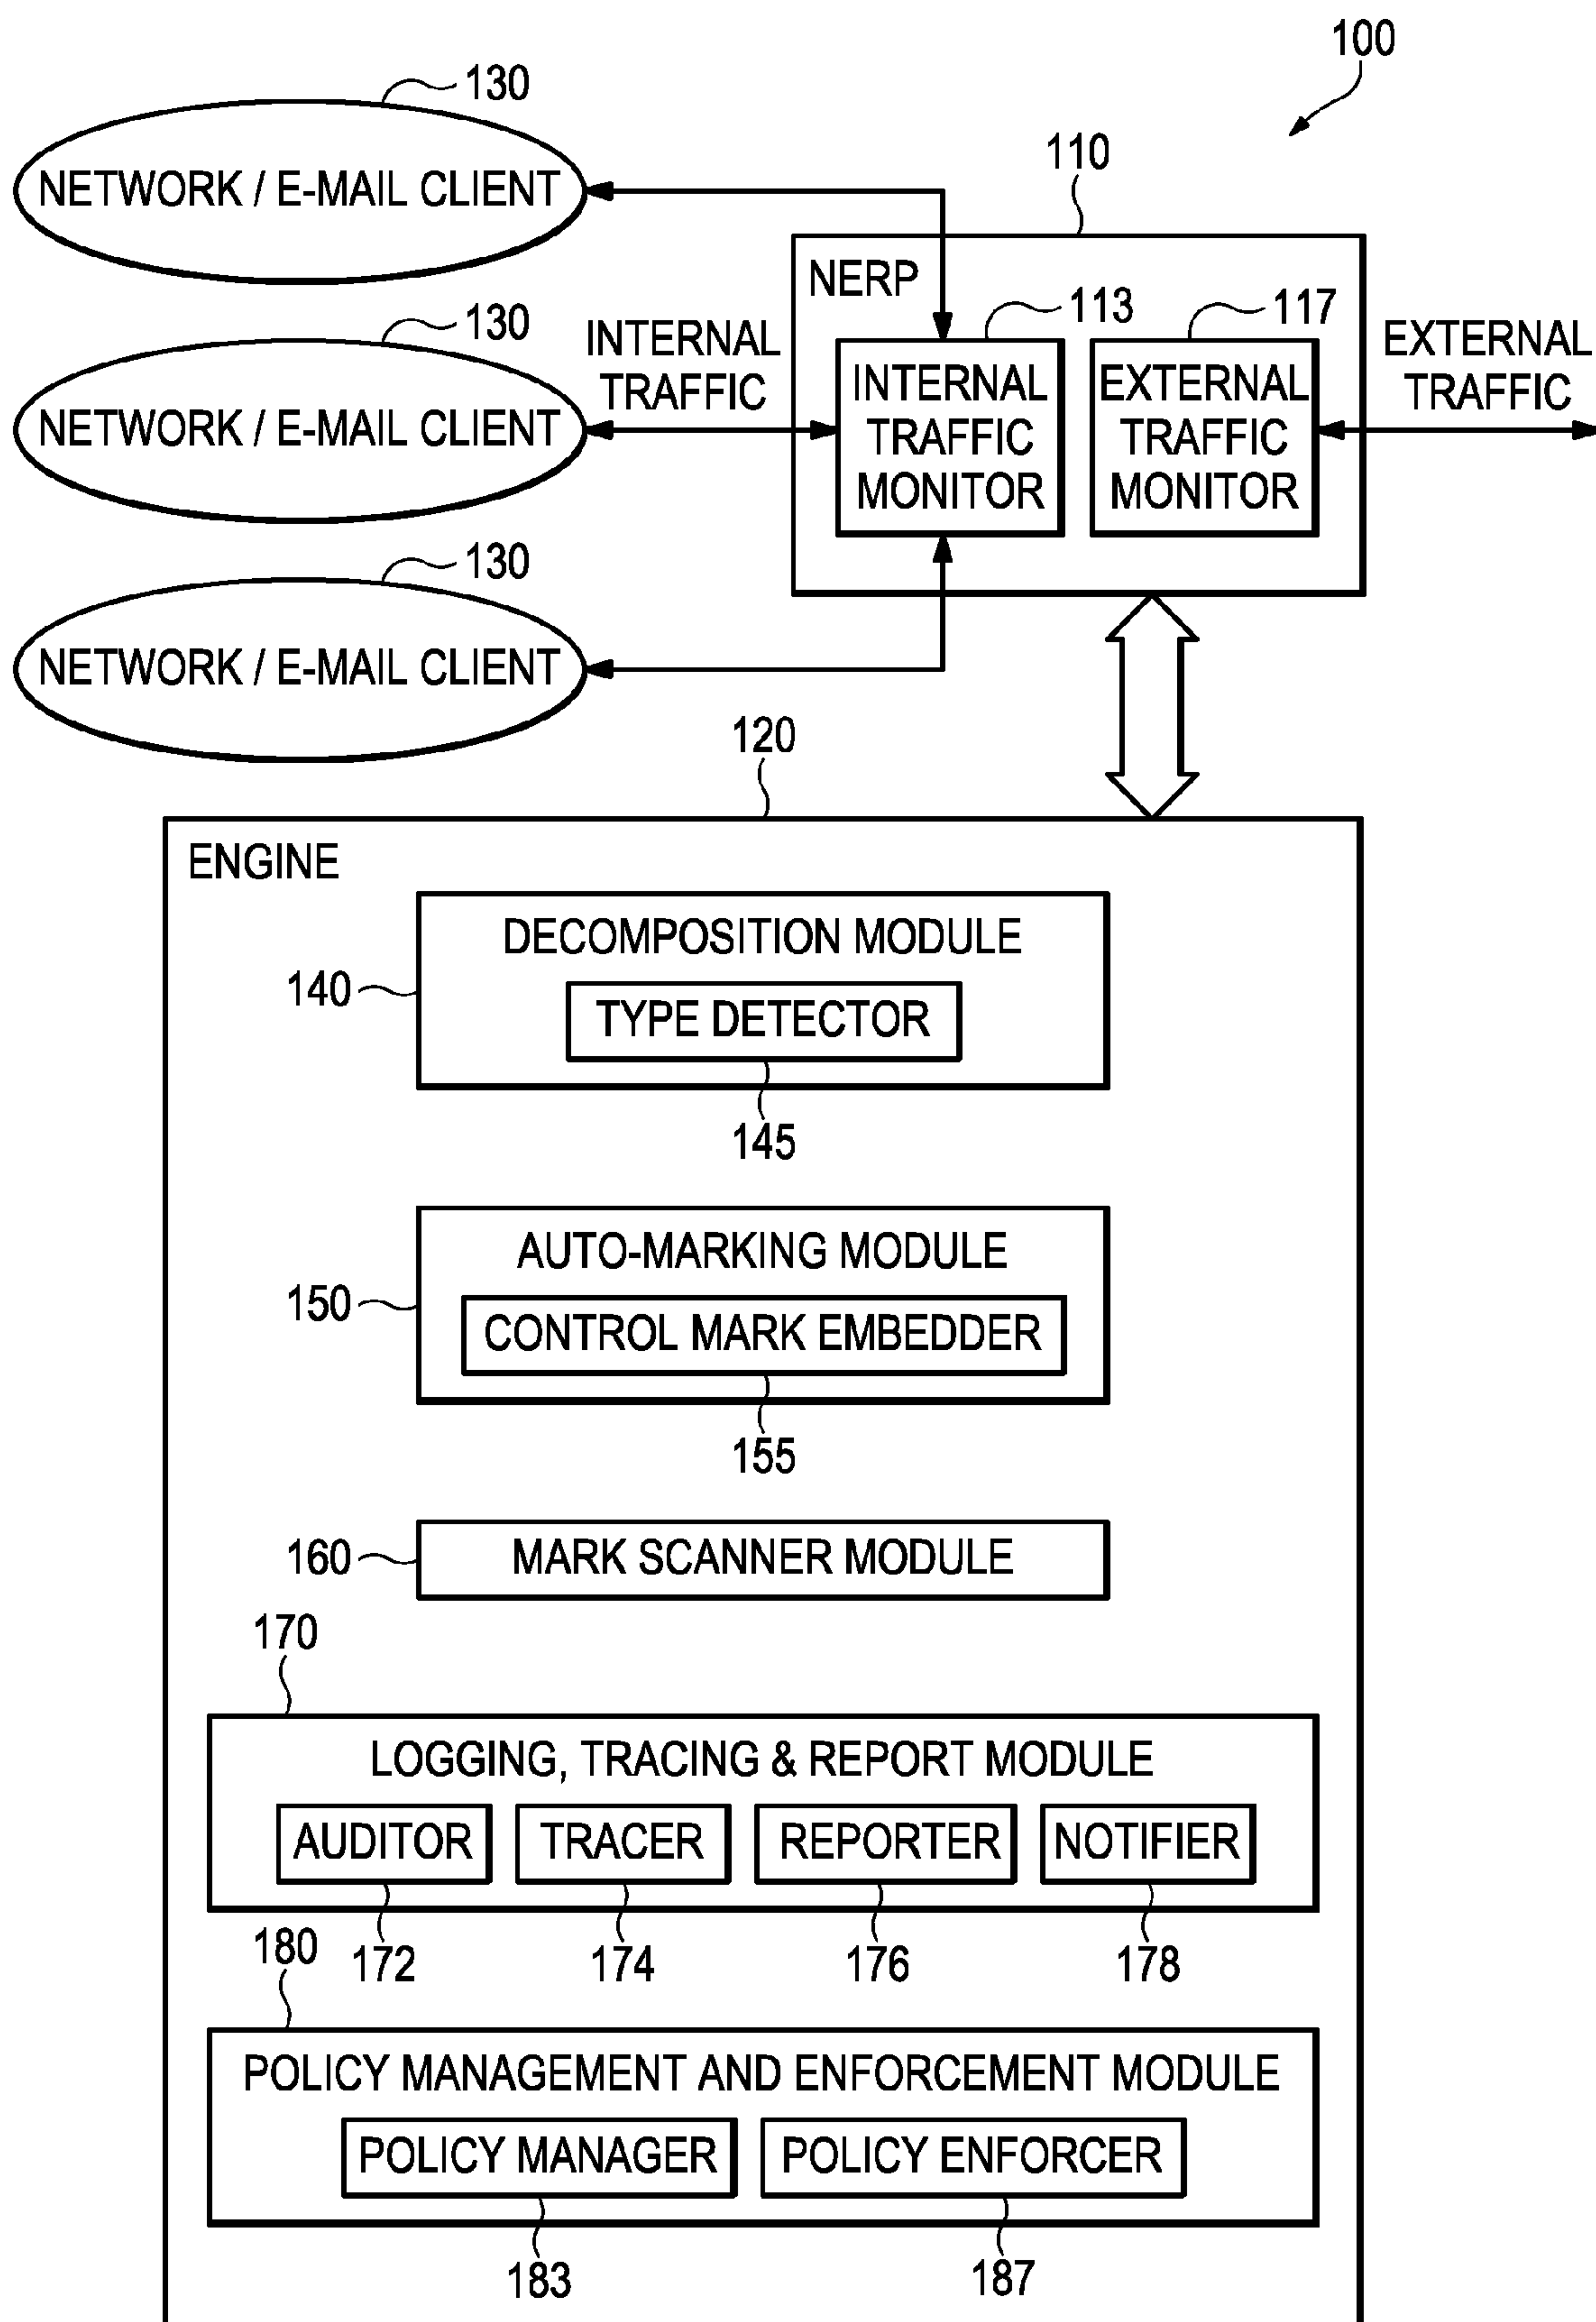 100
130
NETWORK / E-MAIL CLIENT
110
NERP
130
NETWORK / E-MAIL CLIENT
INTERNAL
TRAFFIC
113
INTERNAL
TRAFFIC
MONITOR
117
EXTERNAL
TRAFFIC
MONITOR
EXTERNAL
TRAFFIC
130
NETWORK / E-MAIL CLIENT
120
ENGINE
DECOMPOSITION MODULE
140
TYPE DETECTOR
145
AUTO-MARKING MODULE
150
CONTROL MARK EMBEDDER
155
160
MARK SCANNER MODULE
170
LOGGING, TRACING & REPORT MODULE
AUDITOR
TRACER
REPORTER
NOTIFIER
172
174
176
178
180
POLICY MANAGEMENT AND ENFORCEMENT MODULE
POLICY MANAGER
POLICY ENFORCER
183
187